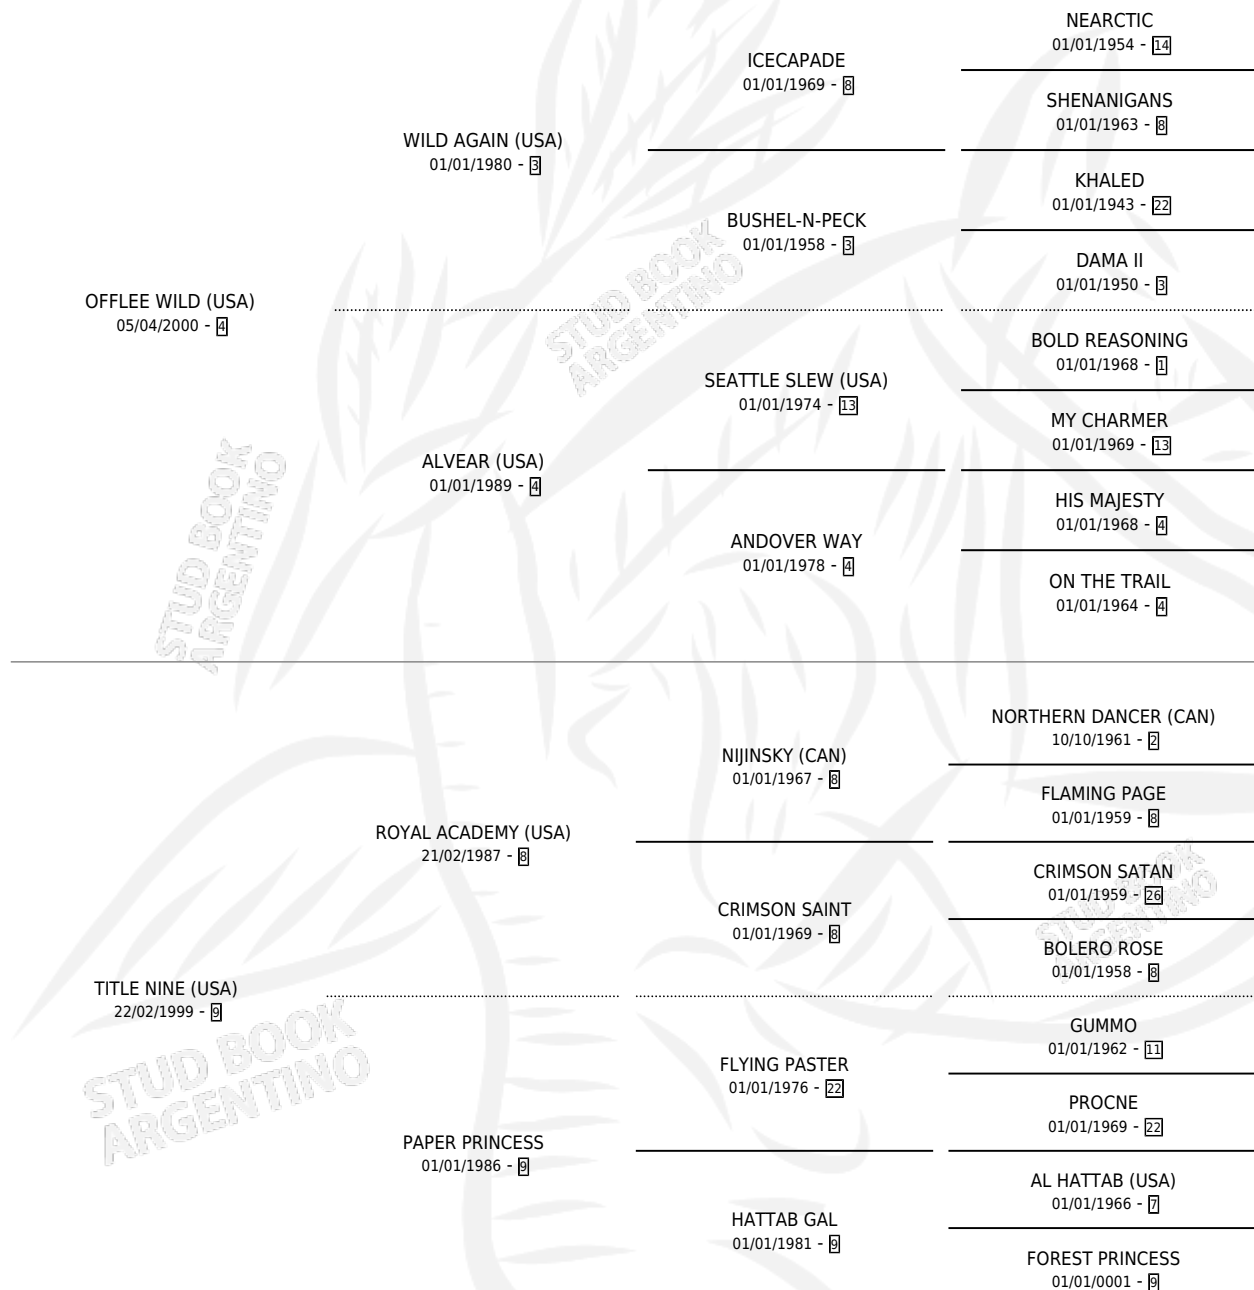 NEARCTIC
01/01/1954 - 14
ICECAPADE
01/01/1969 - 8
SHENANIGANS
01/01/1963 - 8
WILD AGAIN (USA)
01/01/1980 - 3
KHALED
01/01/1943 - 22
BUSHEL-N-PECK
01/01/1958 - 3
DAMA II
01/01/1950 - 3
OFFLEE WILD (USA)
05/04/2000 - 4
STUD BOOK
ARGENTINO
BOLD REASONING
01/01/1968 - 1
SEATTLE SLEW (USA)
01/01/1974 - 13
MY CHARMER
01/01/1969 - 13
ALVEAR (USA)
01/01/1989 - 4
HIS MAJESTY
01/01/1968 - 4
ANDOVER WAY
01/01/1978 - 4
ON THE TRAIL
01/01/1964 - 4
STUD BOOK
ARGENTINO
NORTHERN DANCER (CAN)
10/10/1961 - 2
NIJINSKY (CAN)
01/01/1967 - 8
FLAMING PAGE
01/01/1959 - 8
ROYAL ACADEMY (USA)
21/02/1987 - 8
CRIMSON SATAN
01/01/1959 - 26
CRIMSON SAINT
01/01/1969 - 8
STUD BOOK
ARGENTINO
BOLERO ROSE
01/01/1958 - 8
TITLE NINE (USA)
22/02/1999 - 9
GUMMO
01/01/1962 - 11
FLYING PASTER
01/01/1976 - 22
STUD BOOK
ARGENTINO
PROCNE
01/01/1969 - 22
PAPER PRINCESS
01/01/1986 - 9
AL HATTAB (USA)
01/01/1966 - 7
HATTAB GAL
01/01/1981 - 9
FOREST PRINCESS
01/01/0001 - 9